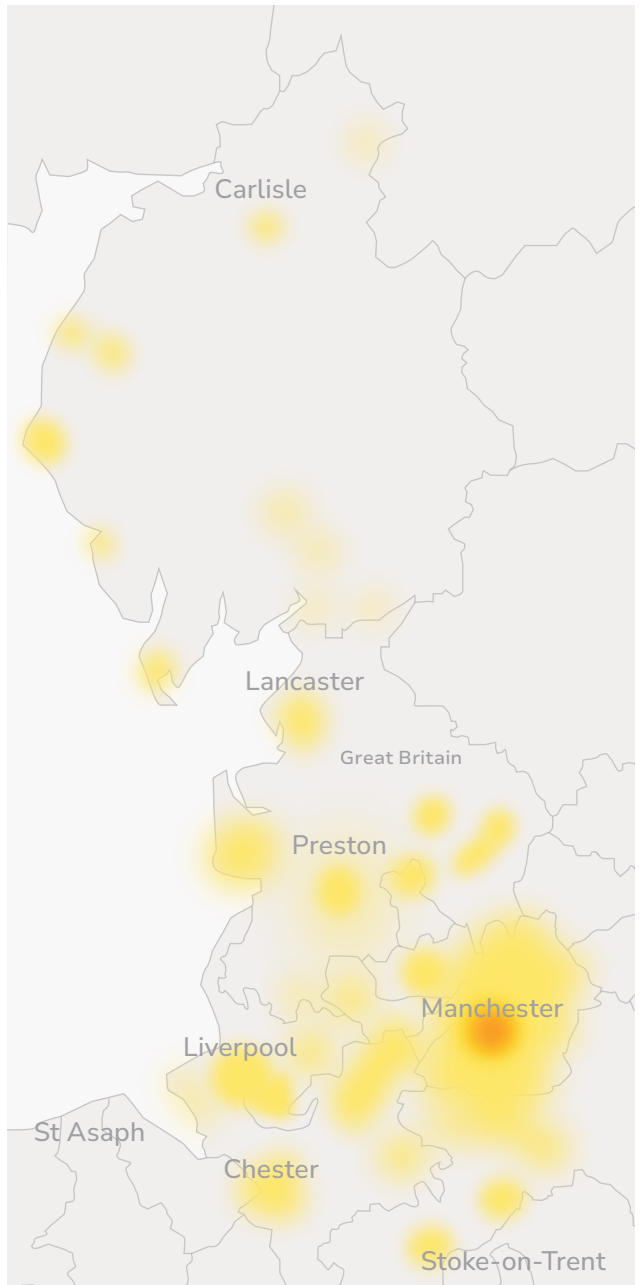 Carlisle
Lancaster
Great Britain
Preston
Manchester
Liverpool
St Asaph
Chester
Stoke-on-Trent